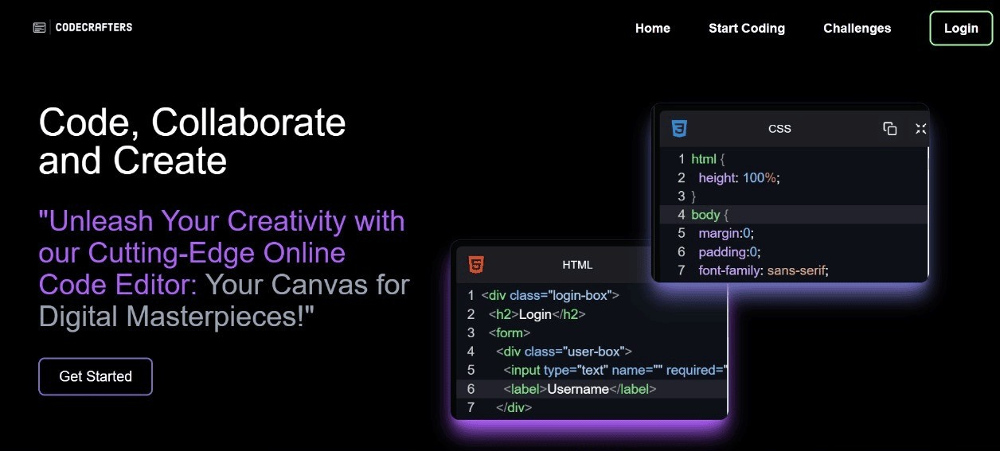 CODECRAFTERS
Home Start Coding Challenges Login
Code, Collaborate
and Create
"Unleash Your Creativity with
our Cutting-Edge Online
Code Editor: Your Canvas for
Digital Masterpieces!"
Get Started
CSS
1 html {
2 height: 100%;
3 }
4 body {
5 margin:0;
6 padding:0;
7 font-family: sans-serif;
HTML
1 <div class="login-box">
2 <h2>Login</h2>
3 <form>
4 <div class="user-box">
5 <input type="text" name="" required="
6 <label>Username</label>
7 </div>